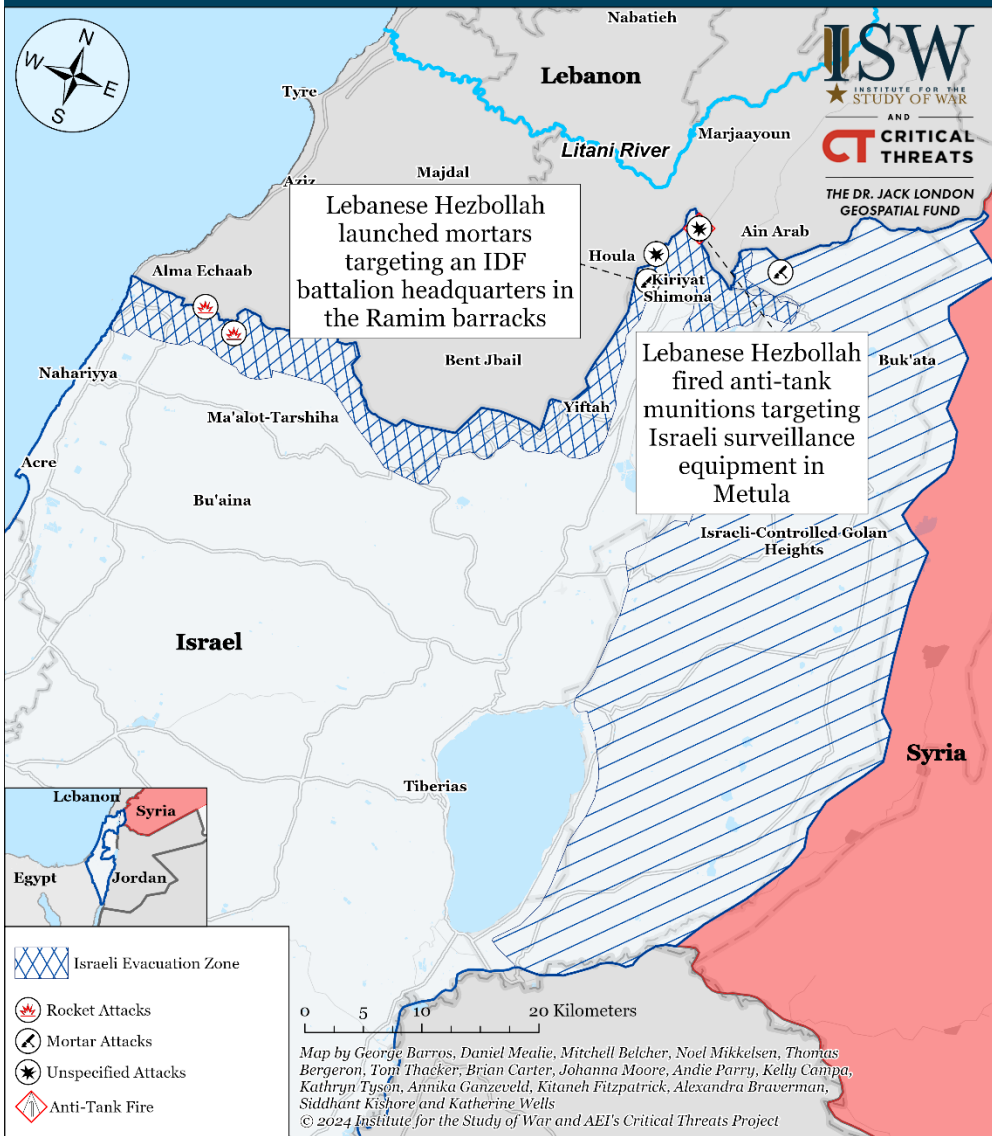 Nabatieh
Lebanon
ISW
INSTITUTE FOR THE
STUDY OF WAR
AND
CT CRITICAL
THREATS
THE DR. JACK LONDON
GEOSPATIAL FUND
N
W
E
S
Tyre
Marjaayoun
Litani River
Majdal
Aziz
Lebanese Hezbollah
launched mortars
targeting an IDF
battalion headquarters in
the Ramim barracks
Ain Arab
Houla
Alma Echaab
Kiriyat
Shimona
Bent Jbail
Lebanese Hezbollah
fired anti-tank
munitions targeting
Israeli surveillance
equipment in
Metula
Buk'ata
Nahariyya
Yiftah
Ma'alot-Tarshiha
Acre
Bu'aina
Israeli-Controlled Golan
Heights
Israel
Syria
Tiberias
Lebanon
Syria
Egypt
Jordan
Israeli Evacuation Zone
Rocket Attacks
Mortar Attacks
Unspecified Attacks
Anti-Tank Fire
0 5 10 20 Kilometers
Map by George Barros, Daniel Mealie, Mitchell Belcher, Noel Mikkelsen, Thomas
Bergeron, Tom Thacker, Brian Carter, Johanna Moore, Andie Parry, Kelly Campa,
Kathryn Tyson, Annika Ganzeveld, Kitaneh Fitzpatrick, Alexandra Braverman,
Siddhant Kishore and Katherine Wells
© 2024 Institute for the Study of War and AEI's Critical Threats Project